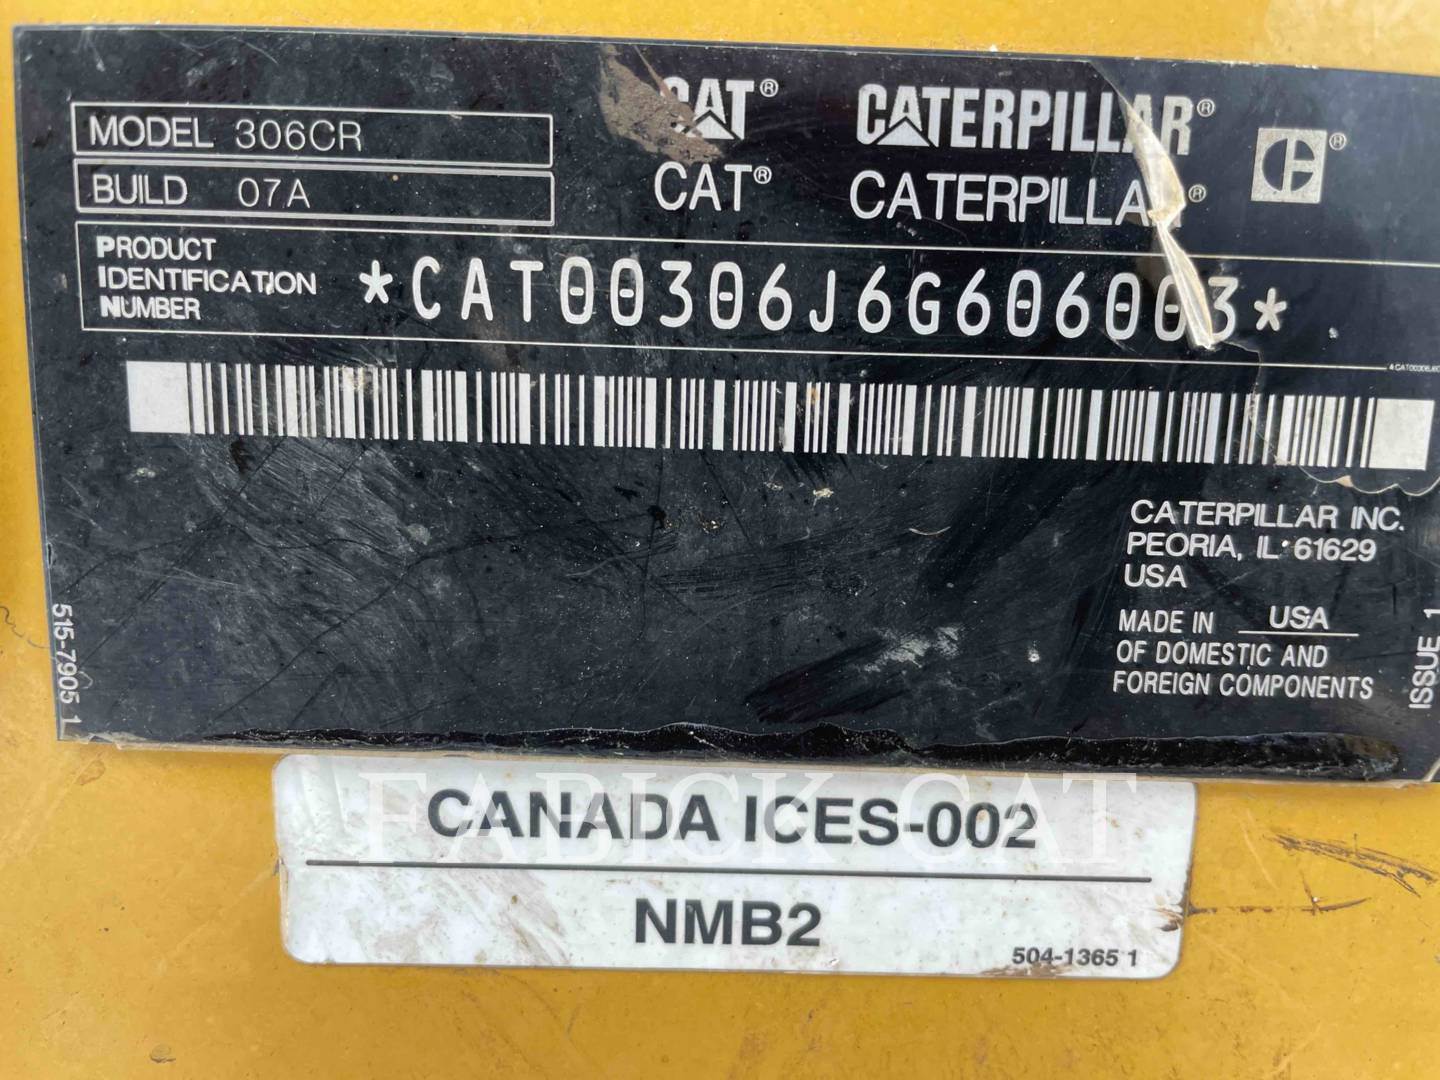 MODEL 306CR
BUILD 07A
CAT® CATERPILLAR®
CAT® CATERPILLAR®
PRODUCT
IDENTIFICATION
NUMBER
*CAT00306J6G606003*
CATERPILLAR INC.
PEORIA, IL 61629
USA
MADE IN USA
OF DOMESTIC AND
FOREIGN COMPONENTS
515-7905 1
ISSUE 1
FABICK CAT
CANADA ICES-002
NMB2
504-1365 1